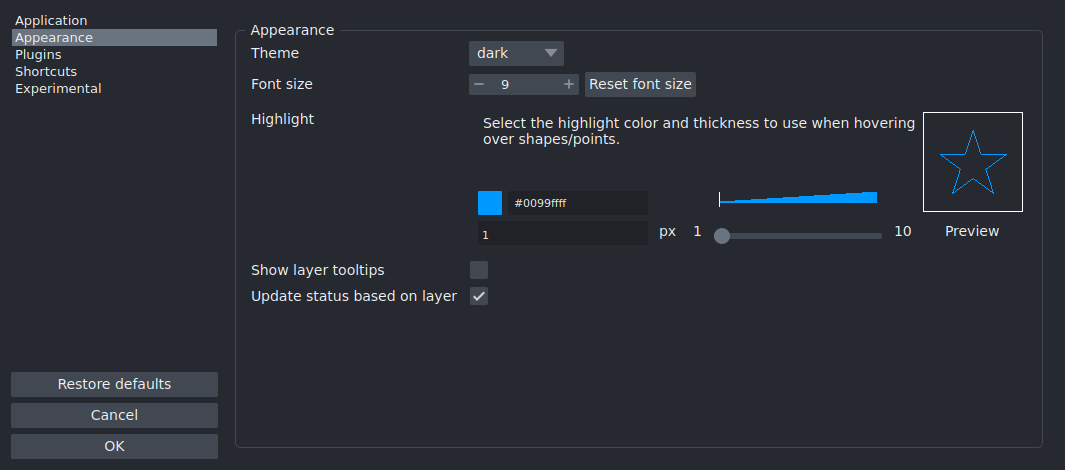 Application
Appearance
Plugins
Shortcuts
Experimental
Restore defaults
Cancel
OK
Appearance
Theme
dark
Font size
9
Reset font size
Highlight
Select the highlight color and thickness to use when hovering
over shapes/points.
#0099ffff
1
px
1
10
Preview
Show layer tooltips
Update status based on layer